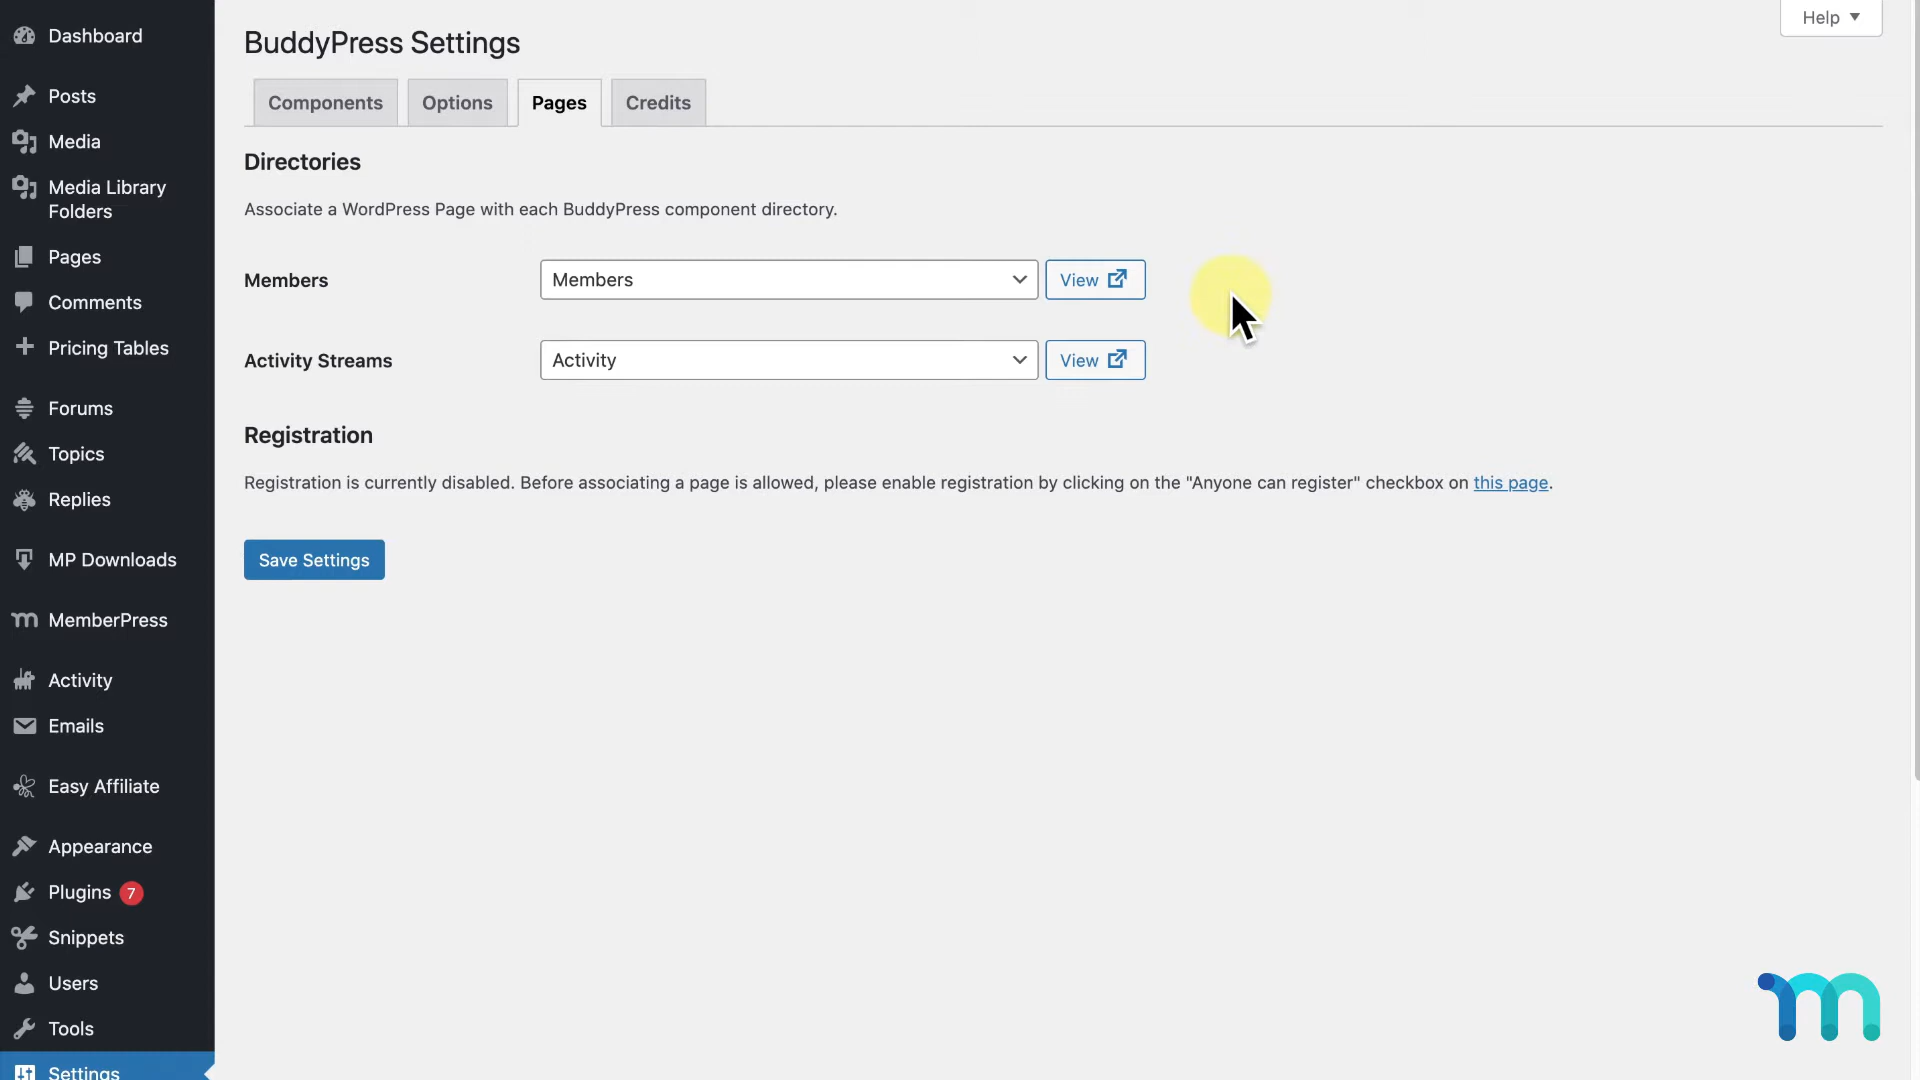 Dashboard
Posts
Media
Media Library
Folders
Pages
Comments
Pricing Tables
Forums
Topics
Replies
MP Downloads
MemberPress
Activity
Emails
Easy Affiliate
Appearance
Plugins 7
Snippets
Users
Tools
Settings
Help
BuddyPress Settings
Components Options Pages Credits
Directories
Associate a WordPress Page with each BuddyPress component directory.
Members Members View
Activity Streams Activity View
Registration
Registration is currently disabled. Before associating a page is allowed, please enable registration by clicking on the "Anyone can register" checkbox on this page.
Save Settings